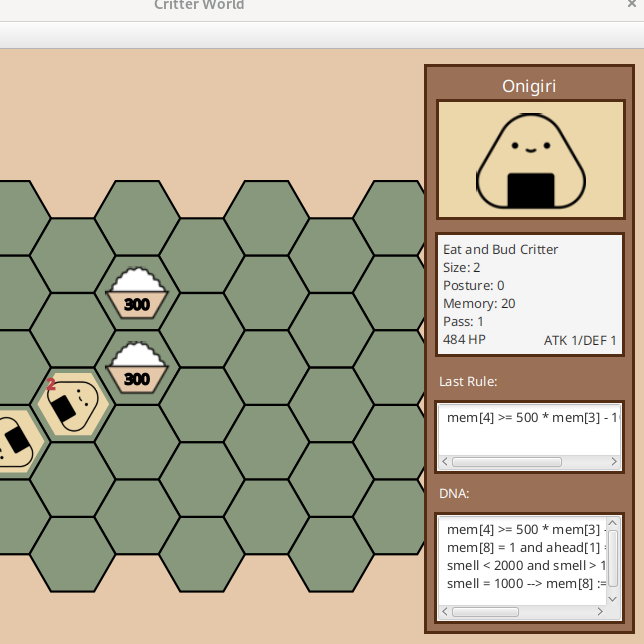 Critter World
×
Onigiri
300
300
2
Eat and Bud Critter
Size: 2
Posture: 0
Memory: 20
Pass: 1
484 HP
ATK 1/DEF 1
Last Rule:
mem[4] >= 500 * mem[3] - 1
DNA:
mem[4] >= 500 * mem[3] -
mem[8] = 1 and ahead[1]
smell < 2000 and smell > 1
smell = 1000 --> mem[8] :=